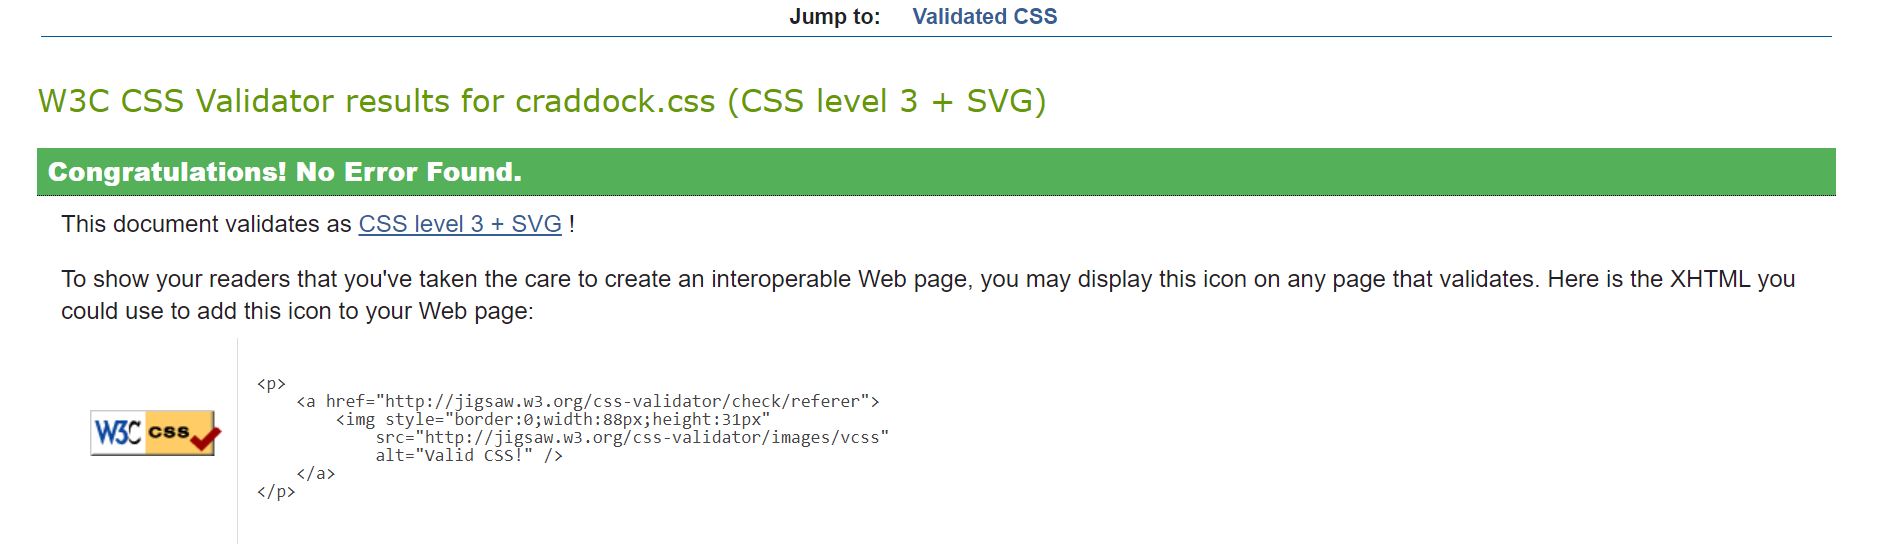 Jump to: Validated CSS
W3C CSS Validator results for craddock.css (CSS level 3 + SVG)
Congratulations! No Error Found.
This document validates as CSS level 3 + SVG !
To show your readers that you've taken the care to create an interoperable Web page, you may display this icon on any page that validates. Here is the XHTML you
could use to add this icon to your Web page:
W3C css
<p>
    <a href="http://jigsaw.w3.org/css-validator/check/referer">
        <img style="border:0;width:88px;height:31px"
            src="http://jigsaw.w3.org/css-validator/images/vcss"
            alt="Valid CSS!" />
    </a>
</p>